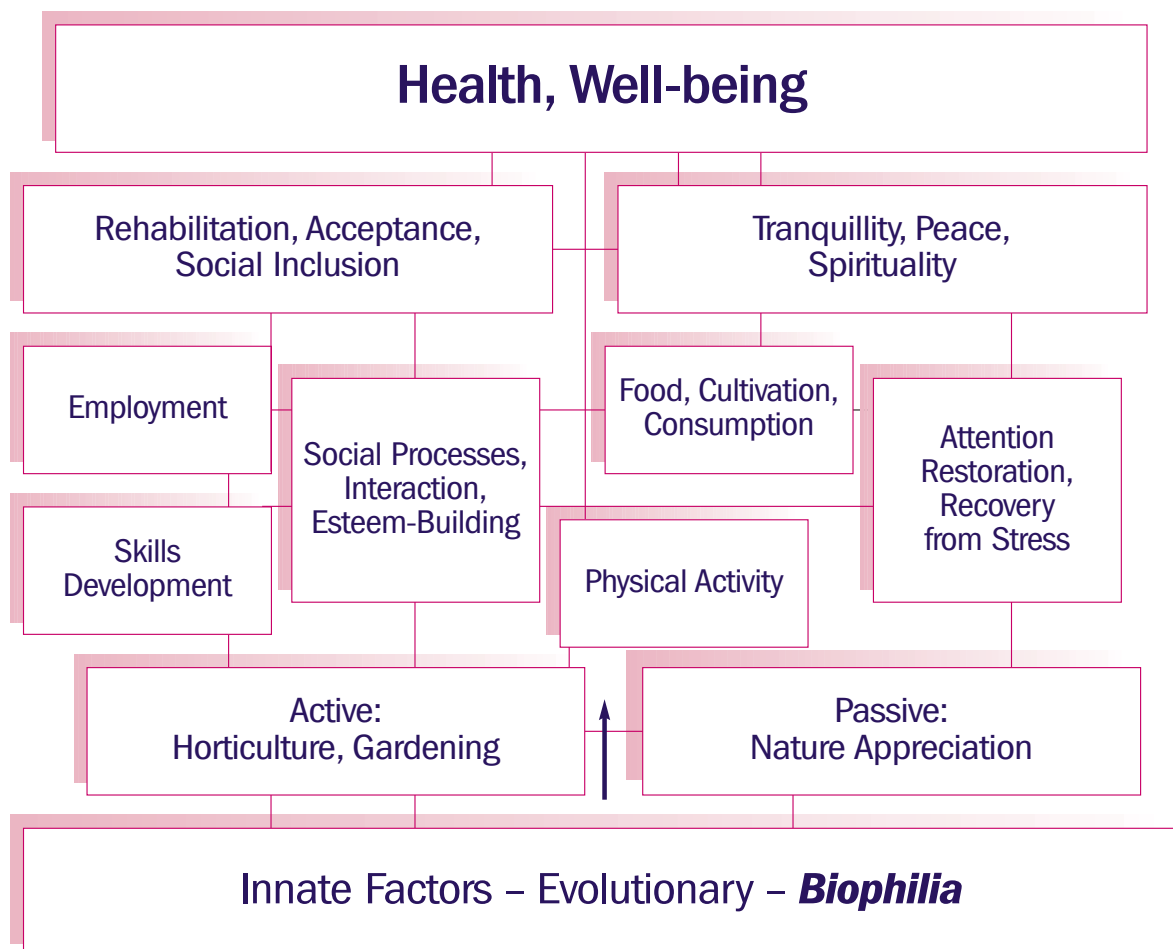 Health, Well-being
Rehabilitation, Acceptance,
Social Inclusion
Tranquillity, Peace,
Spirituality
Employment
Social Processes,
Interaction,
Esteem-Building
Food, Cultivation,
Consumption
Attention
Restoration,
Recovery
from Stress
Skills
Development
Physical Activity
Active:
Horticulture, Gardening
Passive:
Nature Appreciation
Innate Factors – Evolutionary – Biophilia